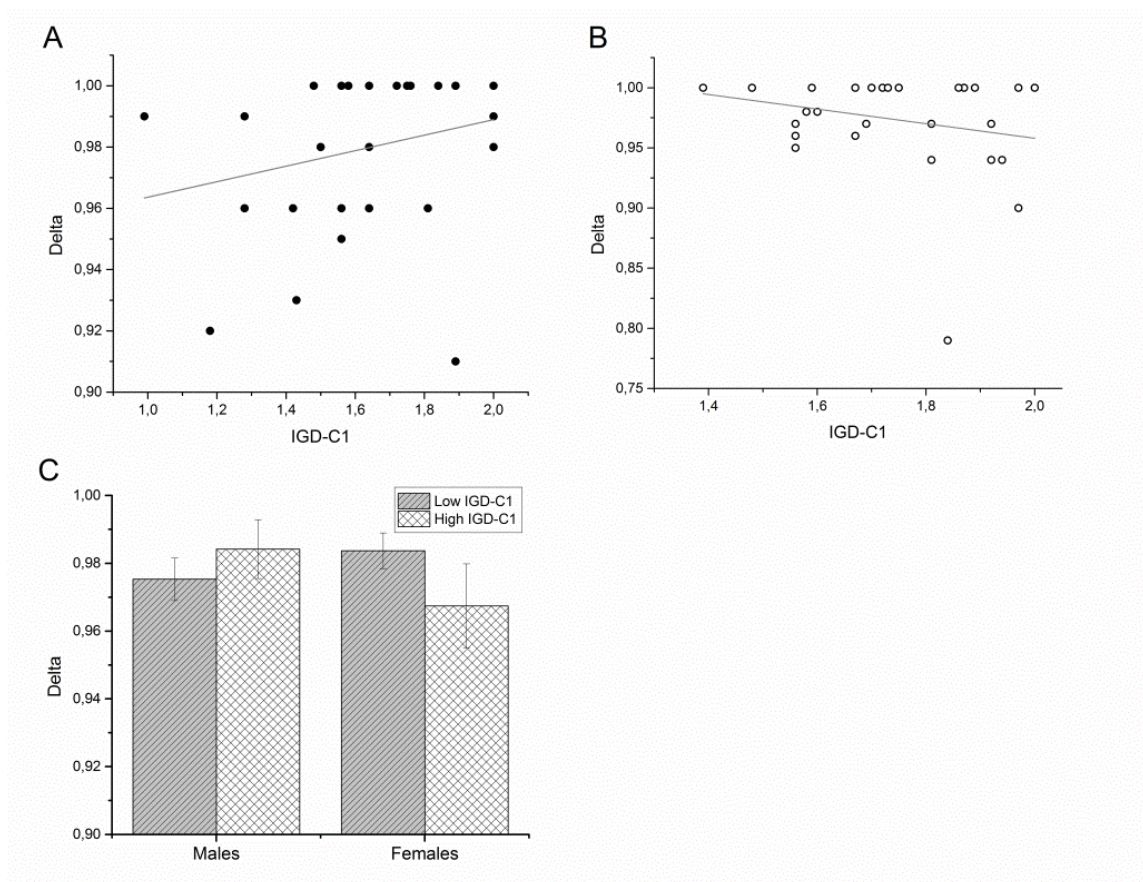 A
1,00
0,98
0,96
0,94
0,92
0,90
Delta
1,0 1,2 1,4 1,6 1,8 2,0
IGD-C1
B
1,00
0,95
0,90
0,85
0,80
0,75
Delta
1,4 1,6 1,8 2,0
IGD-C1
C
1,00
0,98
0,96
0,94
0,92
0,90
Delta
Low IGD-C1
High IGD-C1
Males Females